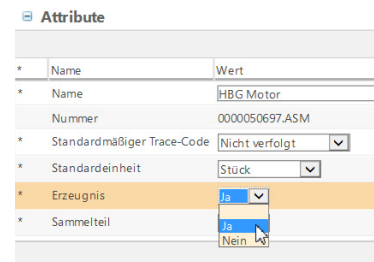 Attribute
* Name Wert
* Name HBG Motor
Nummer 0000050697.ASM
* Standardmäßiger Trace-Code Nicht verfolgt
* Standardeinheit Stück
* Erzeugnis Ja
Ja
* Sammelteil
Nein